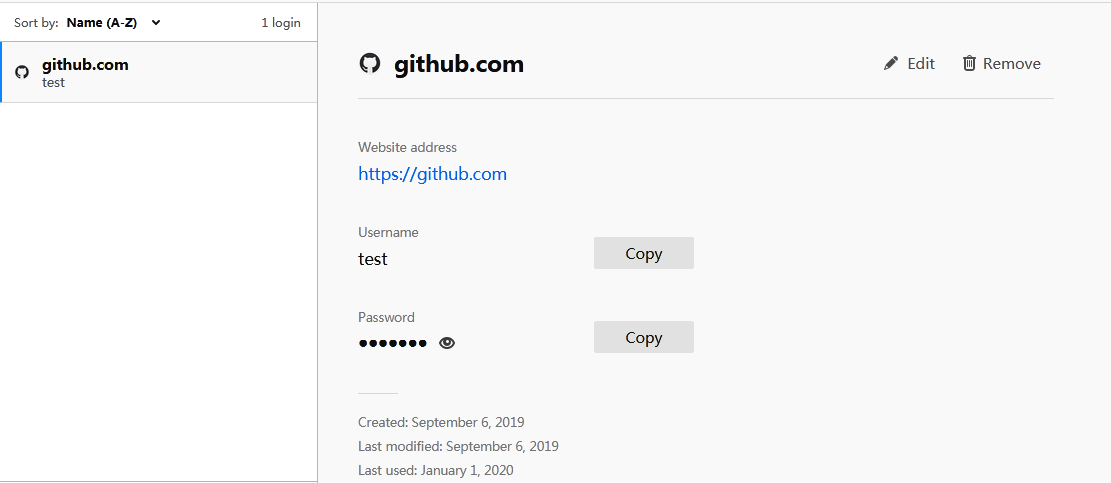 Sort by: Name (A-Z) 1 login
github.com
test
github.com Edit Remove
Website address
https://github.com
Username
test Copy
Password
●●●●●●● Copy
Created: September 6, 2019
Last modified: September 6, 2019
Last used: January 1, 2020